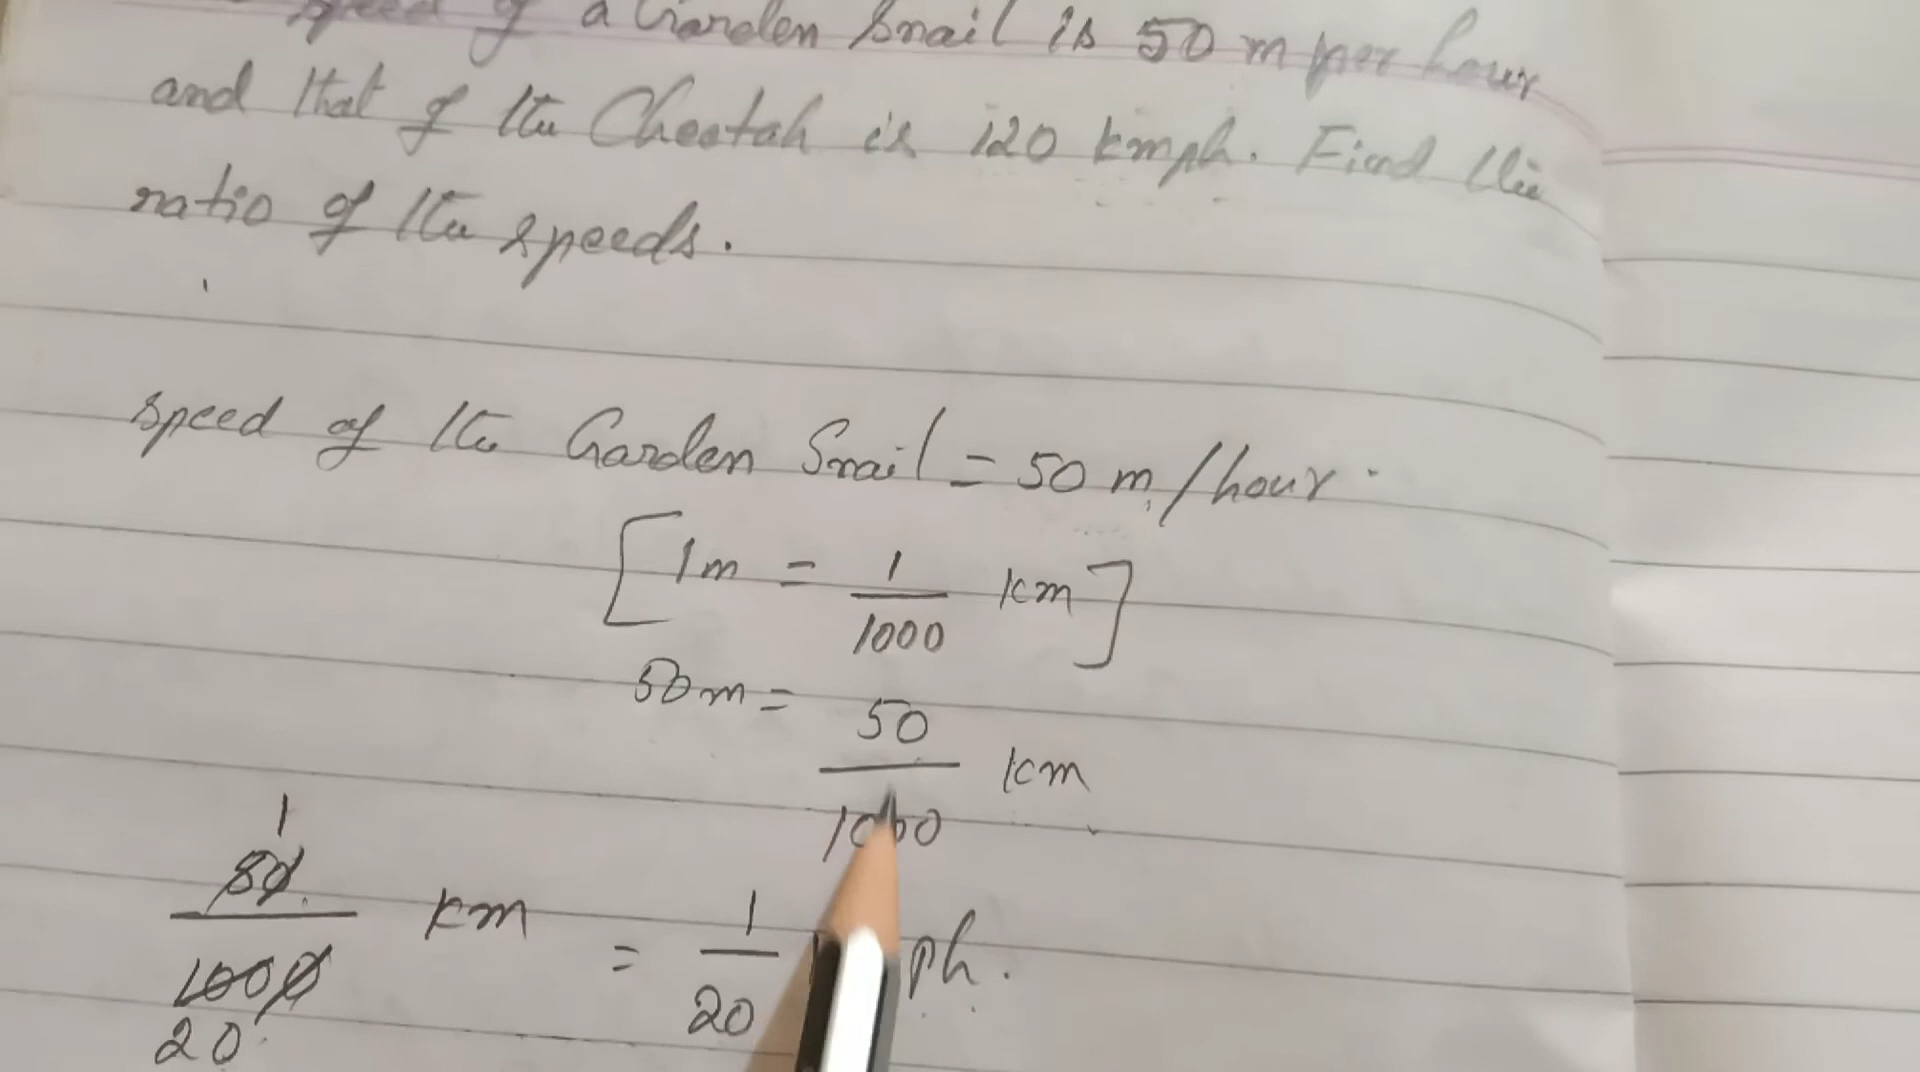 speed of a Garden Snail is 50 m per hour
and that of the Cheetah is 120 kmph. Find the
ratio of the speeds.
speed of the Garden Snail = 50 m/hour.
[1m = 1/1000 km]
50m = 50/1000 km
50/1000 km = 1/20 ph.
1
20